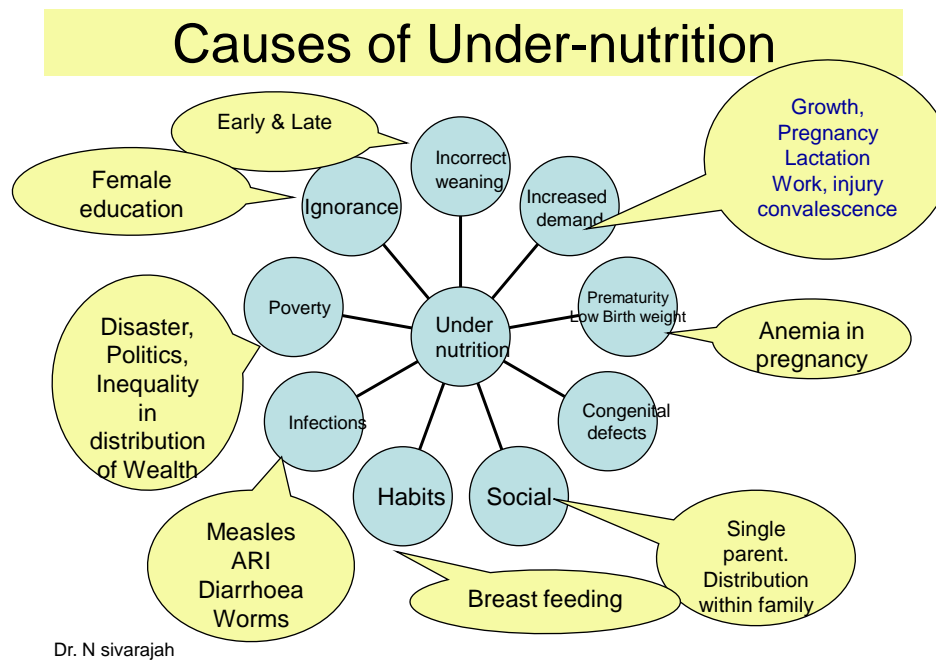 Causes of Under-nutrition
Early & Late
Female
education
Ignorance
Incorrect
weaning
Increased
demand
Growth,
Pregnancy
Lactation
Work, injury
convalescence
Poverty
Disaster,
Politics,
Inequality
in
distribution
of Wealth
Under
nutrition
Prematurity
Low Birth weight
Anemia in
pregnancy
Infections
Congenital
defects
Habits
Social
Measles
ARI
Diarrhoea
Worms
Breast feeding
Single
parent.
Distribution
within family
Dr. N sivarajah